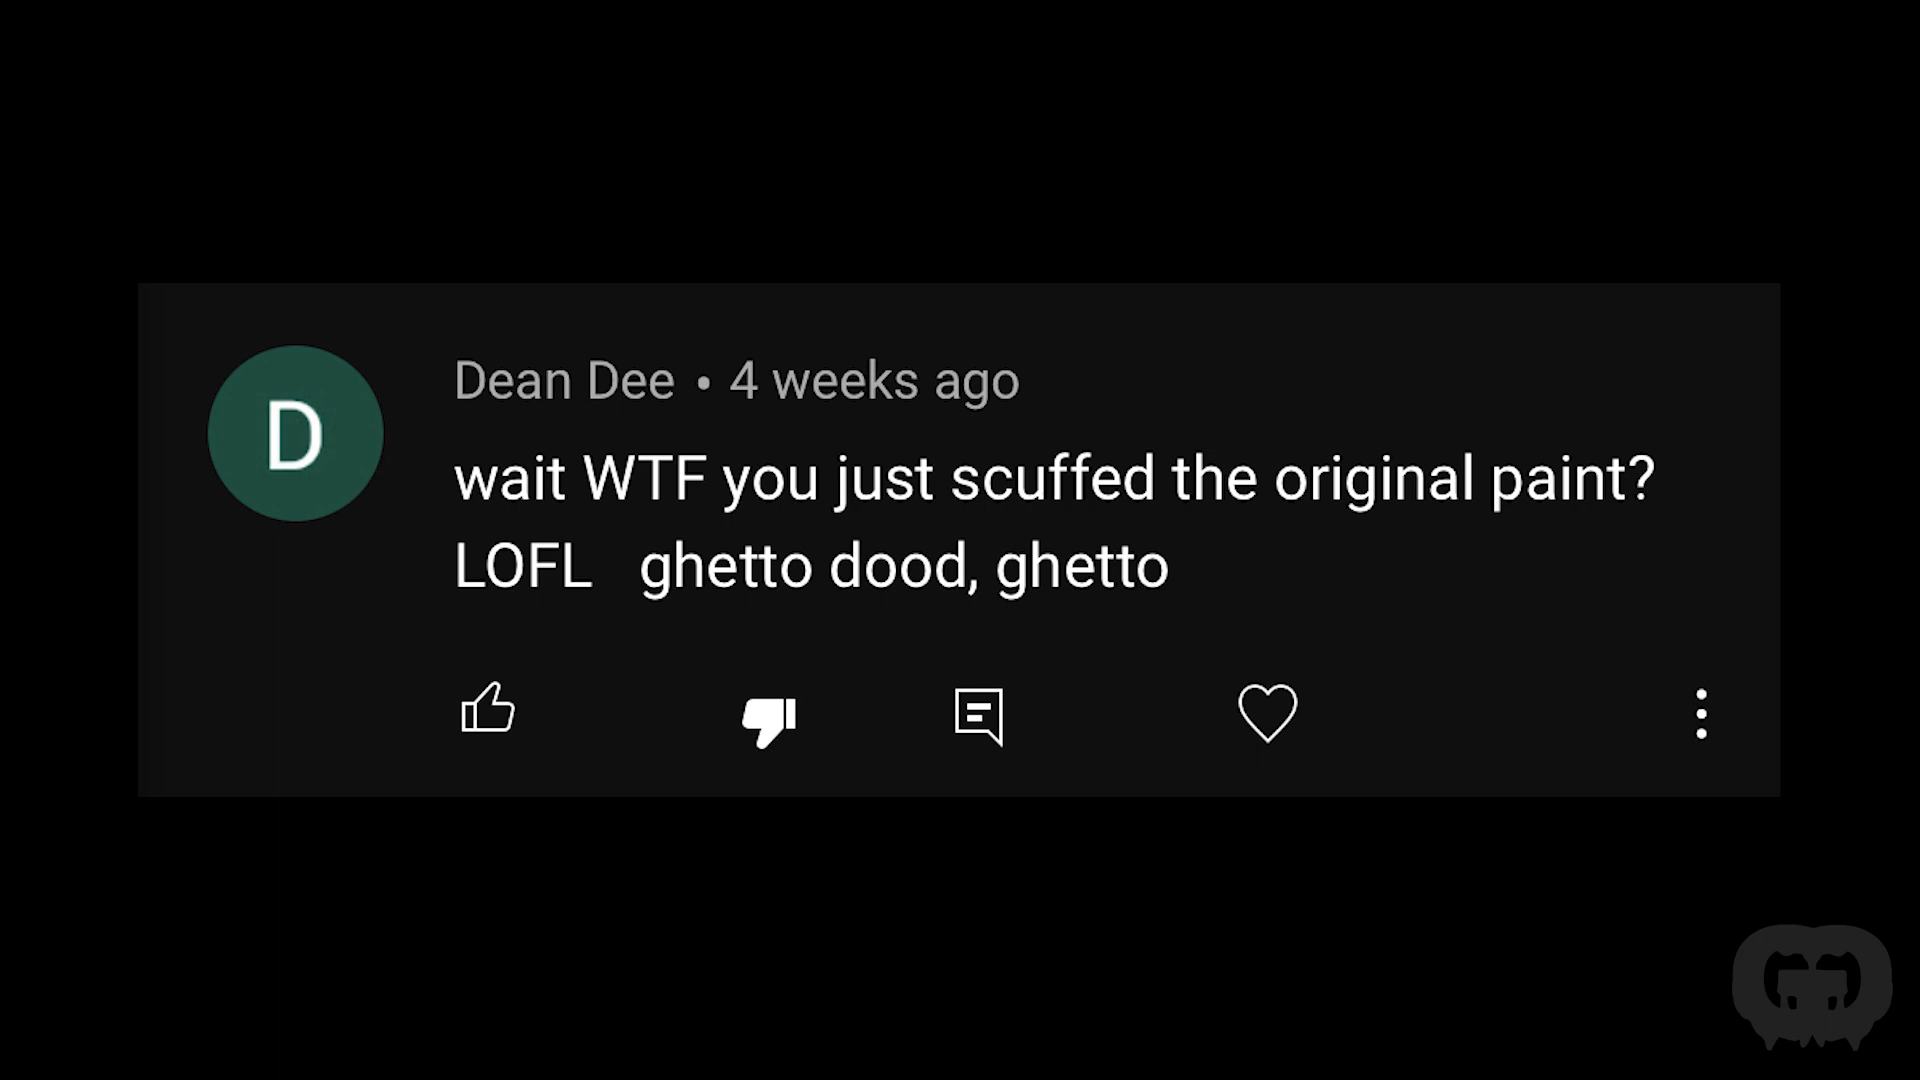 D
Dean Dee • 4 weeks ago
wait WTF you just scuffed the original paint?
LOFL   ghetto dood, ghetto